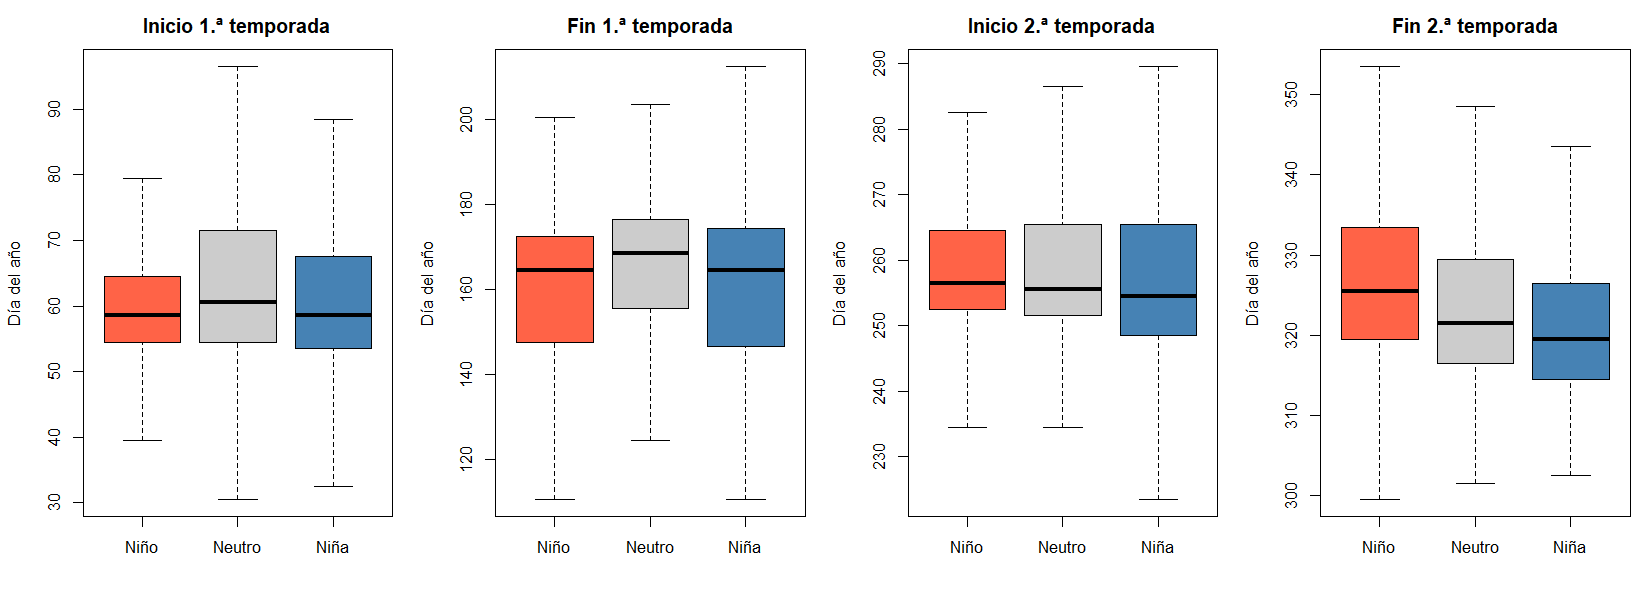 Inicio 1.ª temporada
Día del año
90
80
70
60
50
40
30
Niño Neutro Niña
Fin 1.ª temporada
Día del año
200
180
160
140
120
Niño Neutro Niña
Inicio 2.ª temporada
Día del año
290
280
270
260
250
240
230
Niño Neutro Niña
Fin 2.ª temporada
Día del año
350
340
330
320
310
300
Niño Neutro Niña